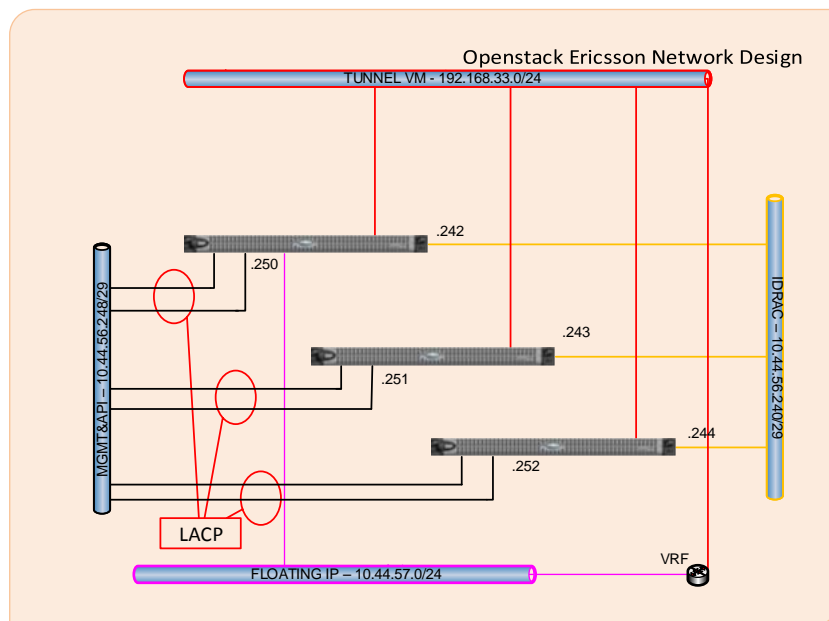 Openstack Ericsson Network Design
TUNNEL VM - 192.168.33.0/24
.242
.250
.243
.251
.244
.252
MGMT&API – 10.44.56.248/29
IDRAC – 10.44.56.240/29
LACP
VRF
FLOATING IP – 10.44.57.0/24